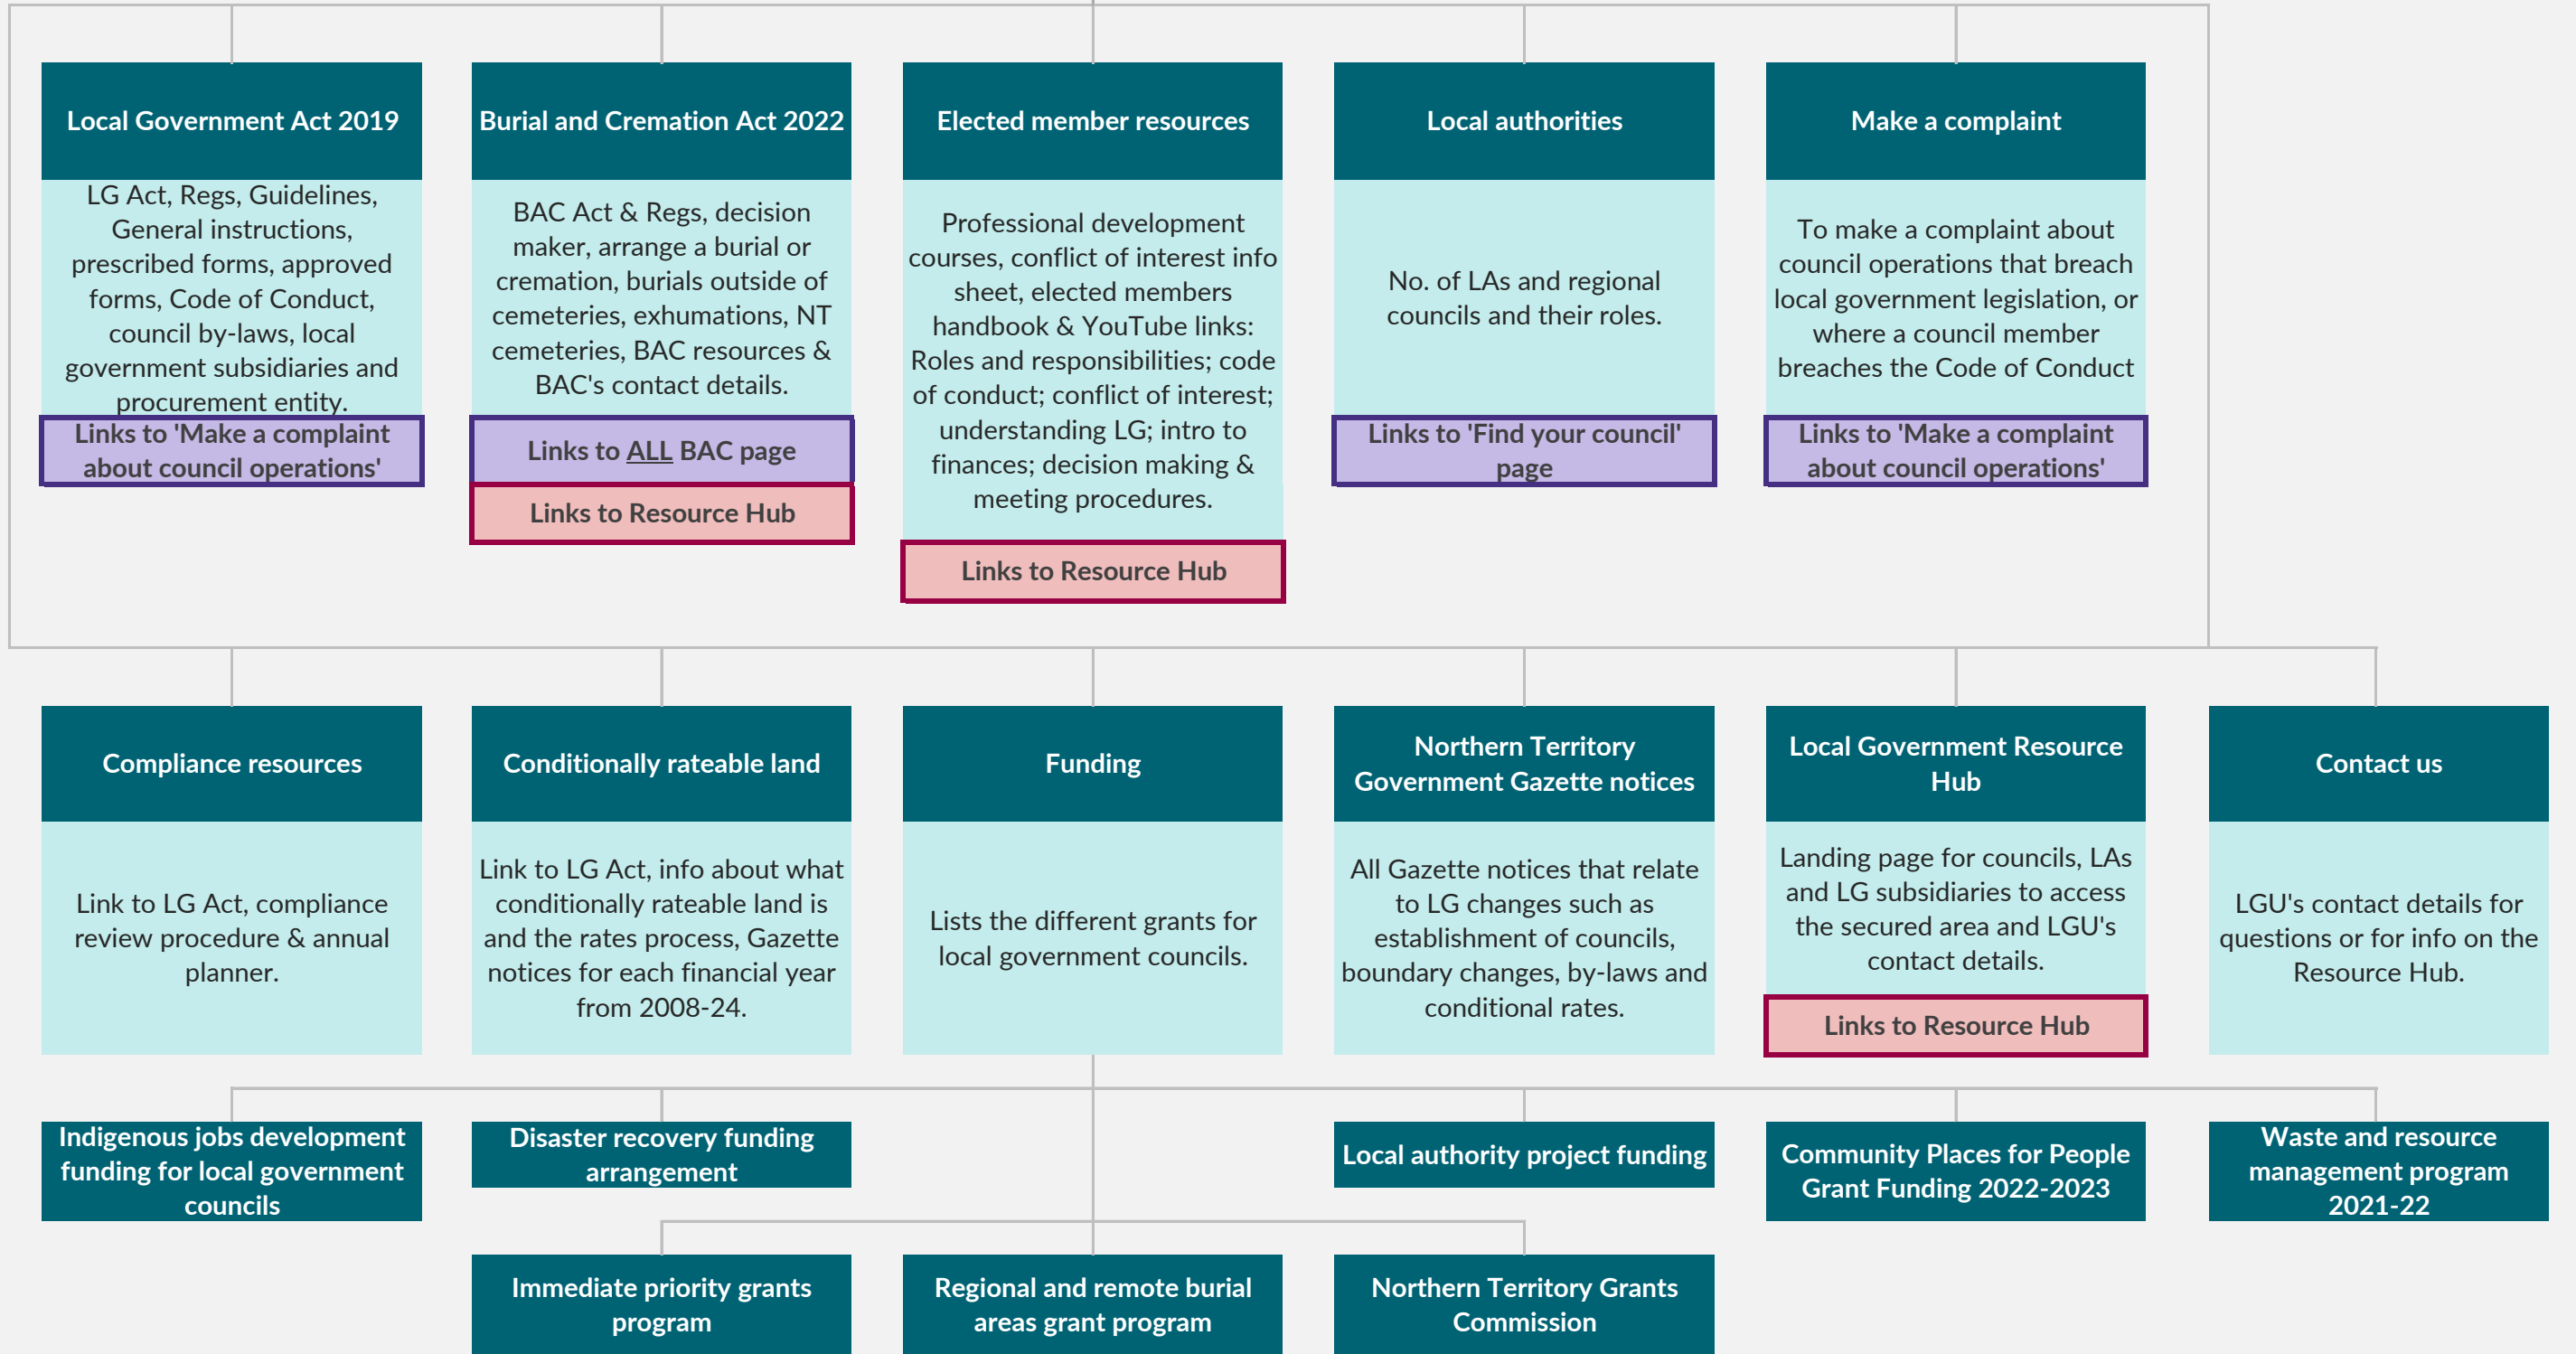 Local Government Act 2019
LG Act, Regs, Guidelines,
General instructions,
prescribed forms, approved
forms, Code of Conduct,
council by-laws, local
government subsidiaries and
procurement entity.
Links to 'Make a complaint
about council operations'
Burial and Cremation Act 2022
BAC Act & Regs, decision
maker, arrange a burial or
cremation, burials outside of
cemeteries, exhumations, NT
cemeteries, BAC resources &
BAC's contact details.
Links to ALL BAC page
Links to Resource Hub
Elected member resources
Professional development
courses, conflict of interest info
sheet, elected members
handbook & YouTube links:
Roles and responsibilities; code
of conduct; conflict of interest;
understanding LG; intro to
finances; decision making &
meeting procedures.
Links to Resource Hub
Local authorities
No. of LAs and regional
councils and their roles.
Links to 'Find your council'
page
Make a complaint
To make a complaint about
council operations that breach
local government legislation, or
where a council member
breaches the Code of Conduct
Links to 'Make a complaint
about council operations'
Compliance resources
Link to LG Act, compliance
review procedure & annual
planner.
Conditionally rateable land
Link to LG Act, info about what
conditionally rateable land is
and the rates process, Gazette
notices for each financial year
from 2008-24.
Funding
Lists the different grants for
local government councils.
Northern Territory
Government Gazette notices
All Gazette notices that relate
to LG changes such as
establishment of councils,
boundary changes, by-laws and
conditional rates.
Local Government Resource
Hub
Landing page for councils, LAs
and LG subsidiaries to access
the secured area and LGU's
contact details.
Links to Resource Hub
Contact us
LGU's contact details for
questions or for info on the
Resource Hub.
Indigenous jobs development
funding for local government
councils
Disaster recovery funding
arrangement
Local authority project funding
Community Places for People
Grant Funding 2022-2023
Waste and resource
management program
2021-22
Immediate priority grants
program
Regional and remote burial
areas grant program
Northern Territory Grants
Commission